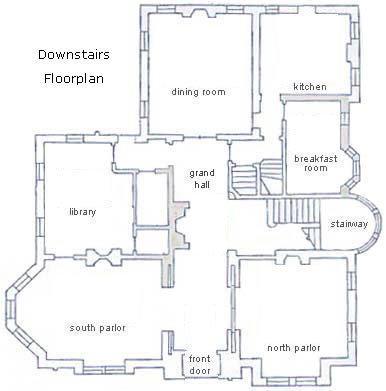 Downstairs
Floorplan
dining room
kitchen
breakfast
room
grand
hall
library
stairway
south parlor
front
door
north parlor